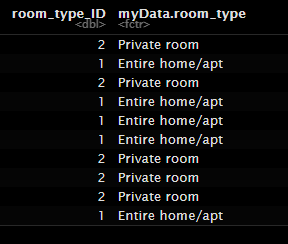 room_type_ID myData.room_type
<dbl> <fctr>
2 Private room
1 Entire home/apt
2 Private room
1 Entire home/apt
1 Entire home/apt
1 Entire home/apt
2 Private room
2 Private room
2 Private room
1 Entire home/apt